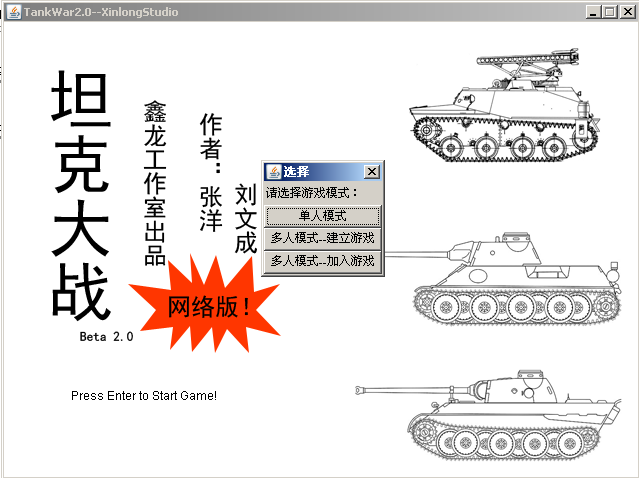 TankWar2.0--XinlongStudio
坦克大战
鑫龙工作室出品
作者：张洋
刘文成
网络版!
Beta 2.0
Press Enter to Start Game!
选择
请选择游戏模式：
单人模式
多人模式--建立游戏
多人模式--加入游戏